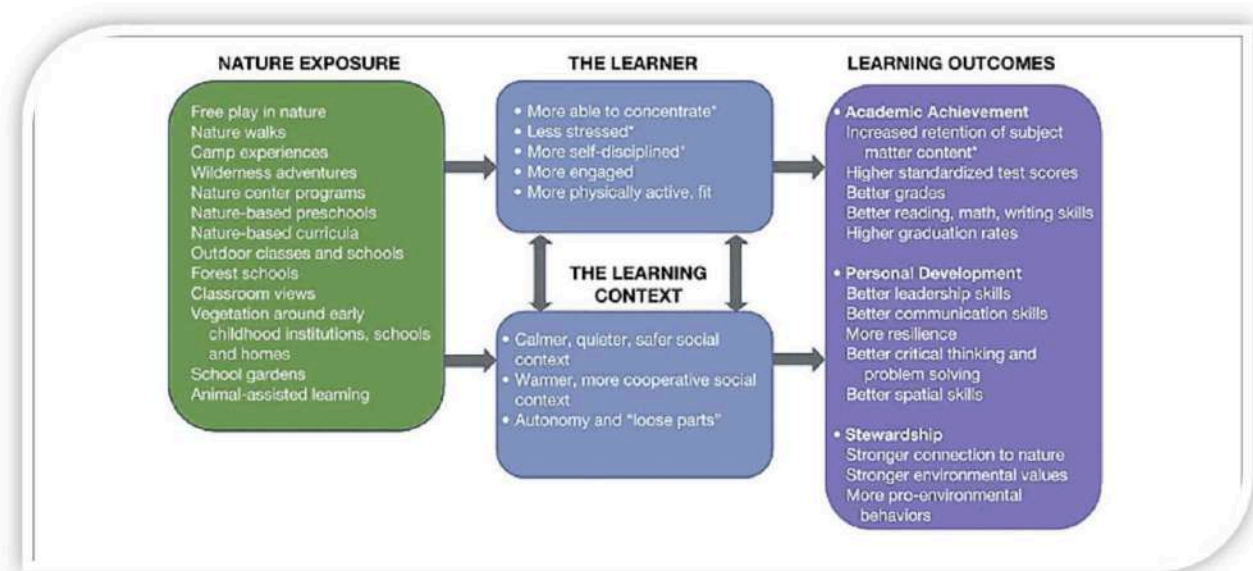 NATURE EXPOSURE
Free play in nature
Nature walks
Camp experiences
Wilderness adventures
Nature center programs
Nature-based preschools
Nature-based curricula
Outdoor classes and schools
Forest schools
Classroom views
Vegetation around early
childhood institutions, schools
and homes
School gardens
Animal-assisted learning
THE LEARNER
• More able to concentrate*
• Less stressed*
• More self-disciplined*
• More engaged
• More physically active, fit
THE LEARNING
CONTEXT
• Calmer, quieter, safer social
context
• Warmer, more cooperative social
context
• Autonomy and "loose parts"
LEARNING OUTCOMES
• Academic Achievement
Increased retention of subject
matter content*
Higher standardized test scores
Better grades
Better reading, math, writing skills
Higher graduation rates
• Personal Development
Better leadership skills
Better communication skills
More resilience
Better critical thinking and
problem solving
Better spatial skills
• Stewardship
Stronger connection to nature
Stronger environmental values
More pro-environmental
behaviors